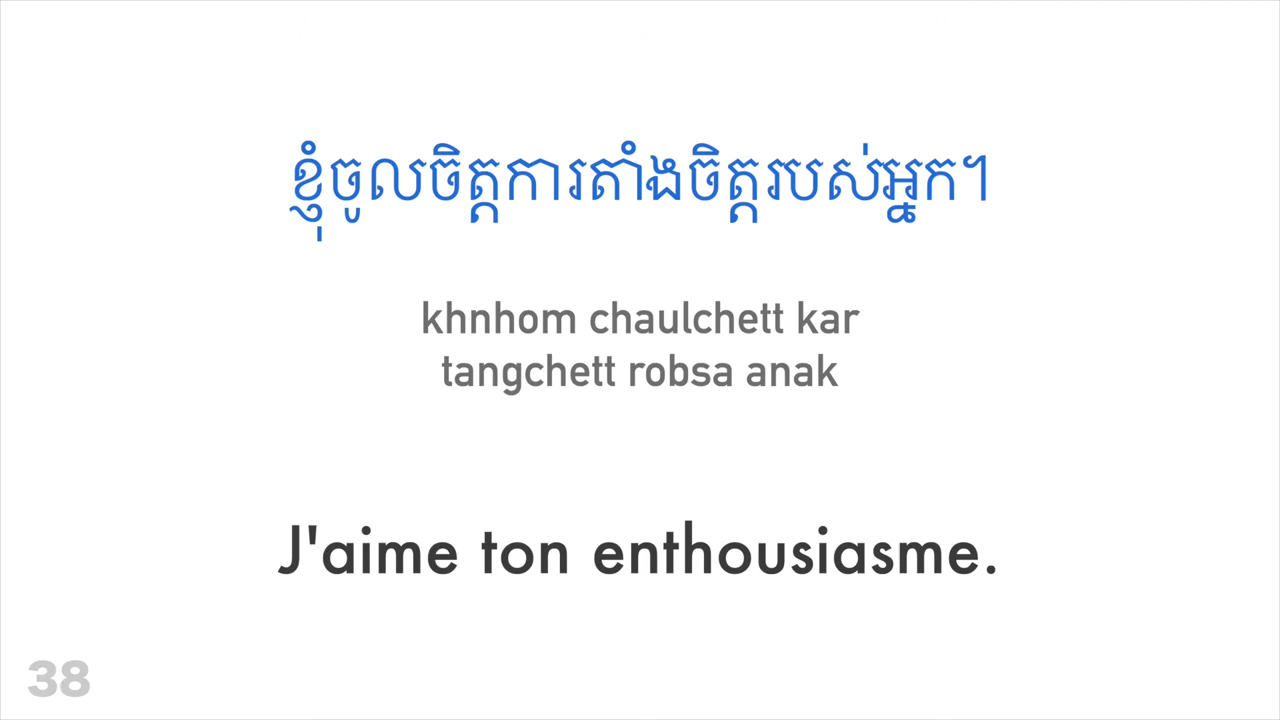 ខ្ញុំចូលចិត្តការតាំងចិត្តរបស់អ្នក។
khnhom chaulchett kar
tangchett robsa anak
J'aime ton enthousiasme.
38